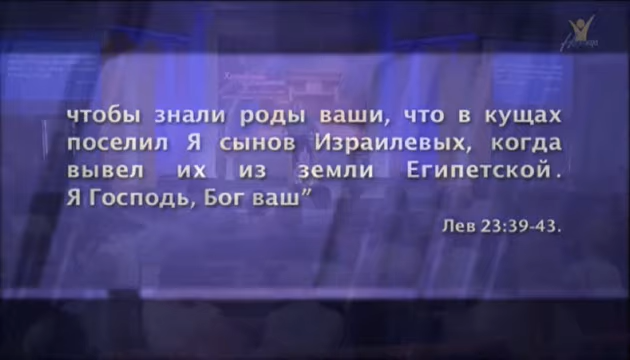 чтобы знали роды ваши, что в кущах
поселил Я сынов Израилевых, когда
вывел их из земли Египетской.
Я Господь, Бог ваш”
Лев 23:39-43.